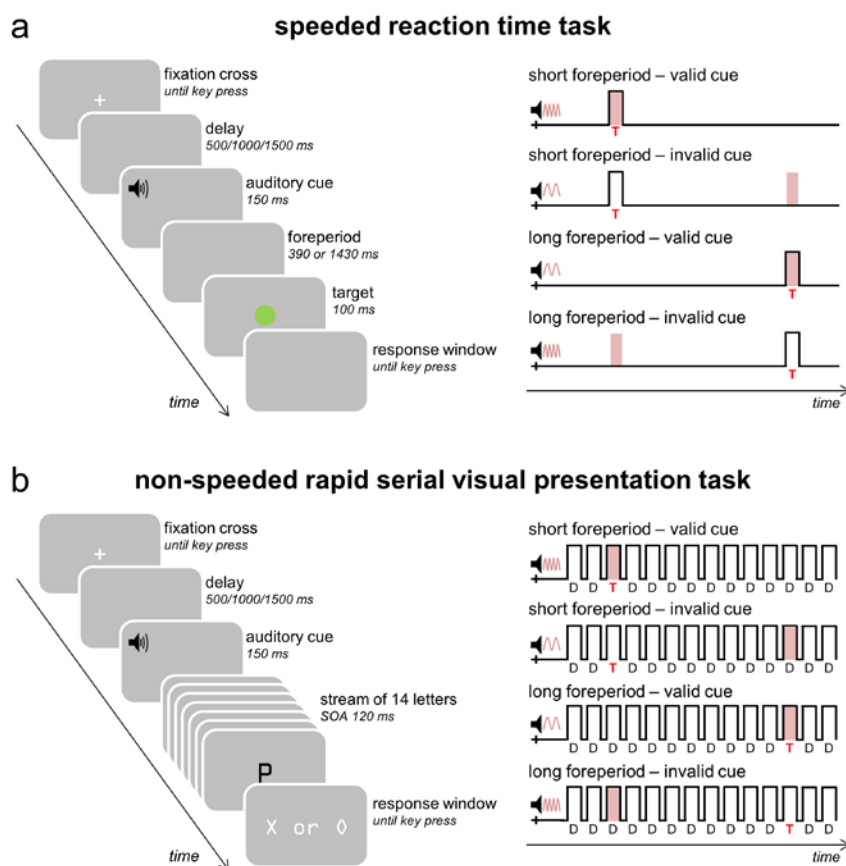 a
speeded reaction time task
fixation cross
until key press
delay
500/1000/1500 ms
auditory cue
150 ms
foreperiod
390 or 1430 ms
target
100 ms
response window
until key press
time
short foreperiod – valid cue
T
short foreperiod – invalid cue
T
long foreperiod – valid cue
T
long foreperiod – invalid cue
T
time
b
non-speeded rapid serial visual presentation task
fixation cross
until key press
delay
500/1000/1500 ms
auditory cue
150 ms
stream of 14 letters
SOA 120 ms
P
X or O
response window
until key press
time
short foreperiod – valid cue
D D T D D D D D D D D D D D
short foreperiod – invalid cue
D D T D D D D D D D D D D D
long foreperiod – valid cue
D D D D D D D D D D D T D D
long foreperiod – invalid cue
D D D D D D D D D D D T D D
time